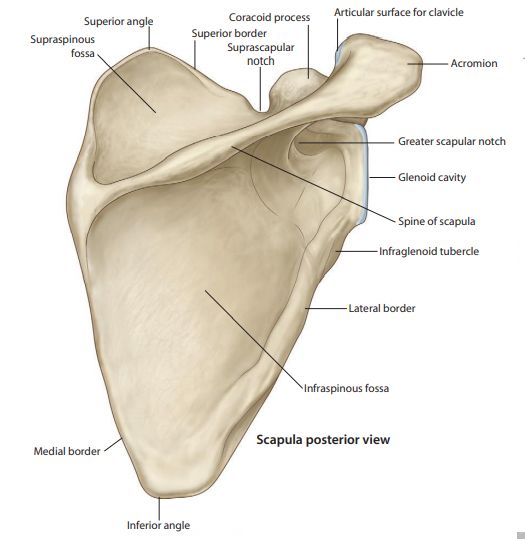 Articular surface for clavicle
Coracoid process
Superior angle
Superior border
Supraspinous
fossa
Suprascapular
notch
Acromion
Greater scapular notch
Glenoid cavity
Spine of scapula
Infraglenoid tubercle
Lateral border
Infraspinous fossa
Scapula posterior view
Medial border
Inferior angle